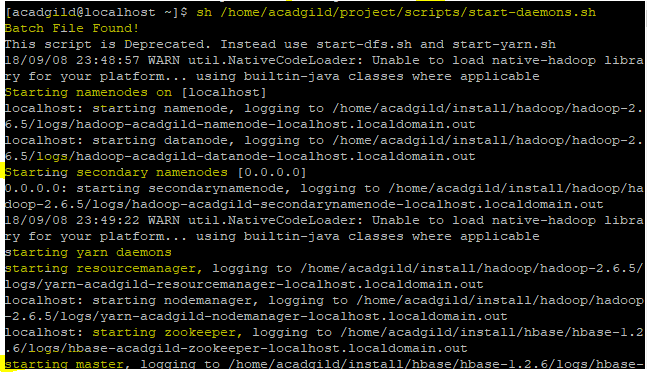 [acadgild@localhost ~]$ sh /home/acadgild/project/scripts/start-daemons.sh
Batch File Found!
This script is Deprecated. Instead use start-dfs.sh and start-yarn.sh
18/09/08 23:48:57 WARN util.NativeCodeLoader: Unable to load native-hadoop libra
ry for your platform... using builtin-java classes where applicable
Starting namenodes on [localhost]
localhost: starting namenode, logging to /home/acadgild/install/hadoop/hadoop-2.
6.5/logs/hadoop-acadgild-namenode-localhost.localdomain.out
localhost: starting datanode, logging to /home/acadgild/install/hadoop/hadoop-2.
6.5/logs/hadoop-acadgild-datanode-localhost.localdomain.out
Starting secondary namenodes [0.0.0.0]
0.0.0.0: starting secondarynamenode, logging to /home/acadgild/install/hadoop/ha
doop-2.6.5/logs/hadoop-acadgild-secondarynamenode-localhost.localdomain.out
18/09/08 23:49:22 WARN util.NativeCodeLoader: Unable to load native-hadoop libra
ry for your platform... using builtin-java classes where applicable
starting yarn daemons
starting resourcemanager, logging to /home/acadgild/install/hadoop/hadoop-2.6.5/
logs/yarn-acadgild-resourcemanager-localhost.localdomain.out
localhost: starting nodemanager, logging to /home/acadgild/install/hadoop/hadoop
-2.6.5/logs/yarn-acadgild-nodemanager-localhost.localdomain.out
localhost: starting zookeeper, logging to /home/acadgild/install/hbase/hbase-1.2
.6/logs/hbase-acadgild-zookeeper-localhost.localdomain.out
starting master, logging to /home/acadgild/install/hbase/hbase-1.2.6/logs/hbase-